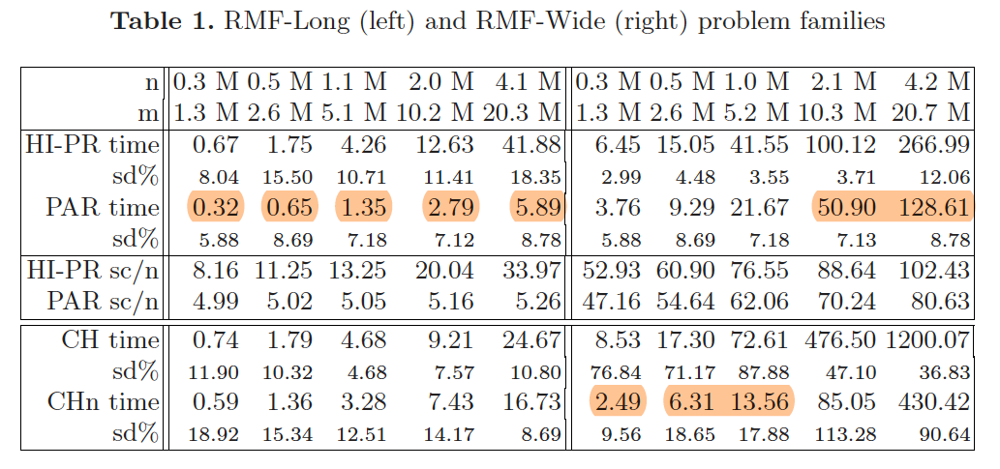 Table 1. RMF-Long (left) and RMF-Wide (right) problem families
n 0.3 M 0.5 M 1.1 M 2.0 M 4.1 M 0.3 M 0.5 M 1.0 M 2.1 M 4.2 M
m 1.3 M 2.6 M 5.1 M 10.2 M 20.3 M 1.3 M 2.6 M 5.2 M 10.3 M 20.7 M
HI-PR time 0.67 1.75 4.26 12.63 41.88 6.45 15.05 41.55 100.12 266.99
sd% 8.04 15.50 10.71 11.41 18.35 2.99 4.48 3.55 3.71 12.06
PAR time 0.32 0.65 1.35 2.79 5.89 3.76 9.29 21.67 50.90 128.61
sd% 5.88 8.69 7.18 7.12 8.78 5.88 8.69 7.18 7.13 8.78
HI-PR sc/n 8.16 11.25 13.25 20.04 33.97 52.93 60.90 76.55 88.64 102.43
PAR sc/n 4.99 5.02 5.05 5.16 5.26 47.16 54.64 62.06 70.24 80.63
CH time 0.74 1.79 4.68 9.21 24.67 8.53 17.30 72.61 476.50 1200.07
sd% 11.90 10.32 4.68 7.57 10.80 76.84 71.17 87.88 47.10 36.83
CHn time 0.59 1.36 3.28 7.43 16.73 2.49 6.31 13.56 85.05 430.42
sd% 18.92 15.34 12.51 14.17 8.69 9.56 18.65 17.88 113.28 90.64